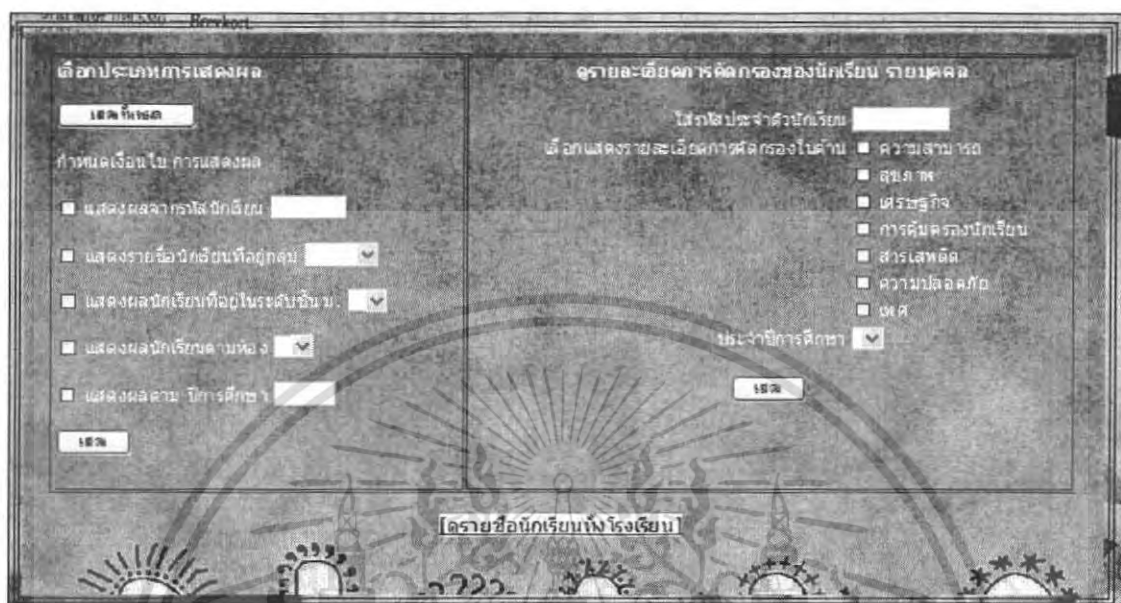 Brevkort.
เลือกประเภทการแสดงผล
แสดงทั้งหมด
กำหนดเงื่อนไข การแสดงผล
แสดงผลจากรหัสนักเรียน
แสดงรายชื่อนักเรียนที่อยู่กลุ่ม
แสดงผลนักเรียนที่อยู่ในระดับชั้น ม.
แสดงผลนักเรียนตามห้อง
แสดงผลตาม ปีการศึกษา
แสดง
ดูรายละเอียดการคัดกรองของนักเรียน รายบุคคล
ใส่รหัสประจำตัวนักเรียน
เลือกแสดงรายละเอียดการคัดกรองในด้าน
ความสามารถ
สุขภาพ
เศรษฐกิจ
การคุ้มครองนักเรียน
สารเสพติด
ความปลอดภัย
เพศ
ประจำปีการศึกษา
แสดง
[ดูรายชื่อนักเรียนทั้งโรงเรียน]